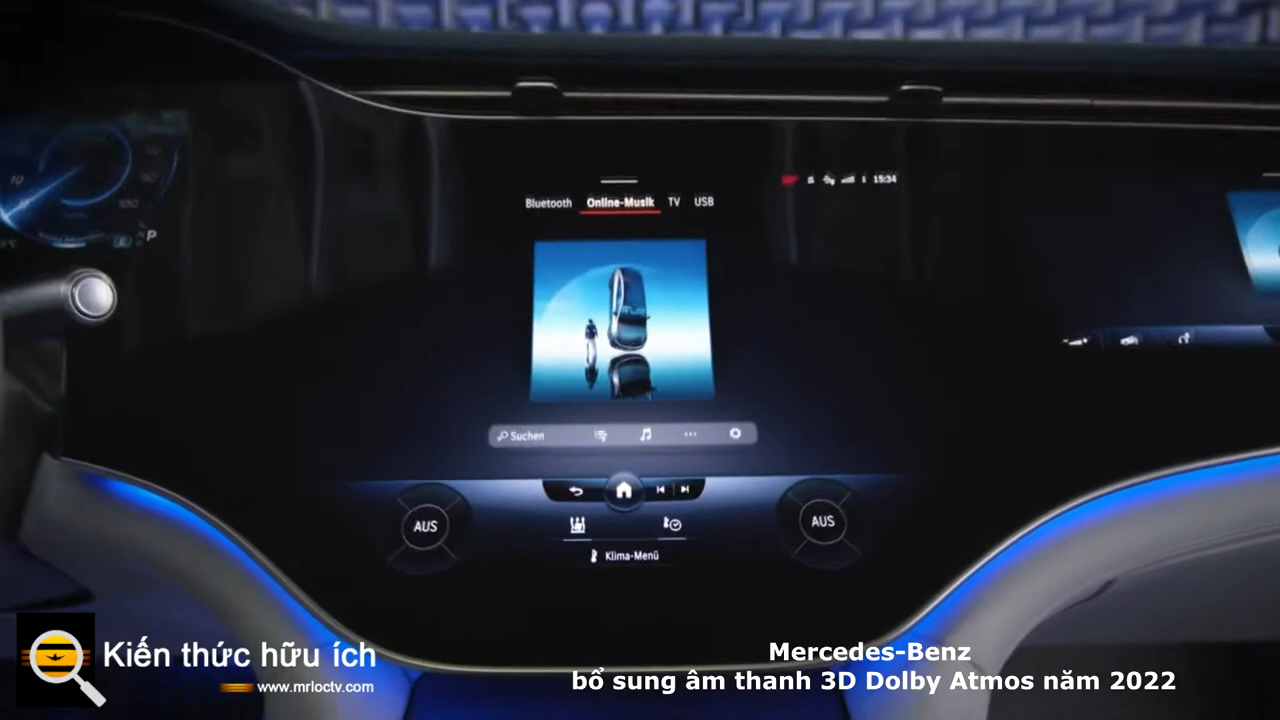 15:34
Bluetooth Online-Musik TV USB
P
100
Suchen
AUS
AUS
Klima-Menü
Kiến thức hữu ích
www.mrloctv.com
Mercedes-Benz
bổ sung âm thanh 3D Dolby Atmos năm 2022